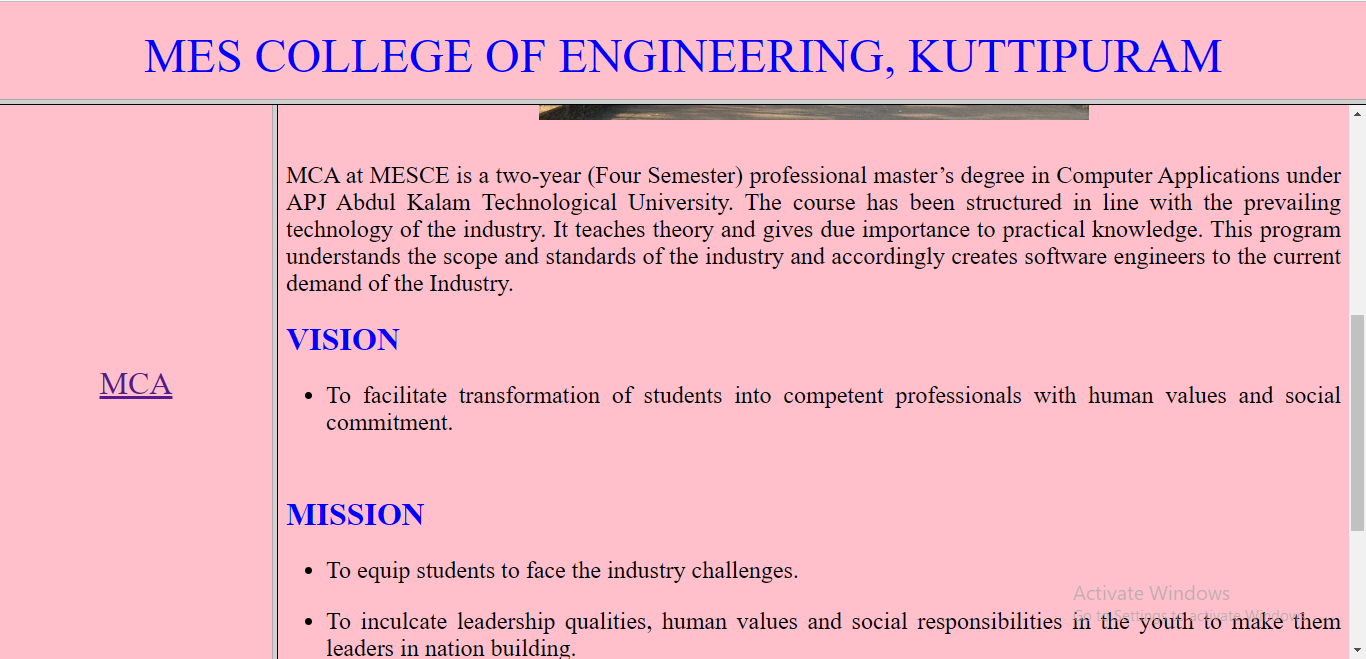 MES COLLEGE OF ENGINEERING, KUTTIPURAM
MCA
MCA at MESCE is a two-year (Four Semester) professional master’s degree in Computer Applications under
APJ Abdul Kalam Technological University. The course has been structured in line with the prevailing
technology of the industry. It teaches theory and gives due importance to practical knowledge. This program
understands the scope and standards of the industry and accordingly creates software engineers to the current
demand of the Industry.
VISION
• To facilitate transformation of students into competent professionals with human values and social
commitment.
MISSION
• To equip students to face the industry challenges.
• To inculcate leadership qualities, human values and social responsibilities in the youth to make them
leaders in nation building.
Activate Windows
Go to Settings to activate Windows.